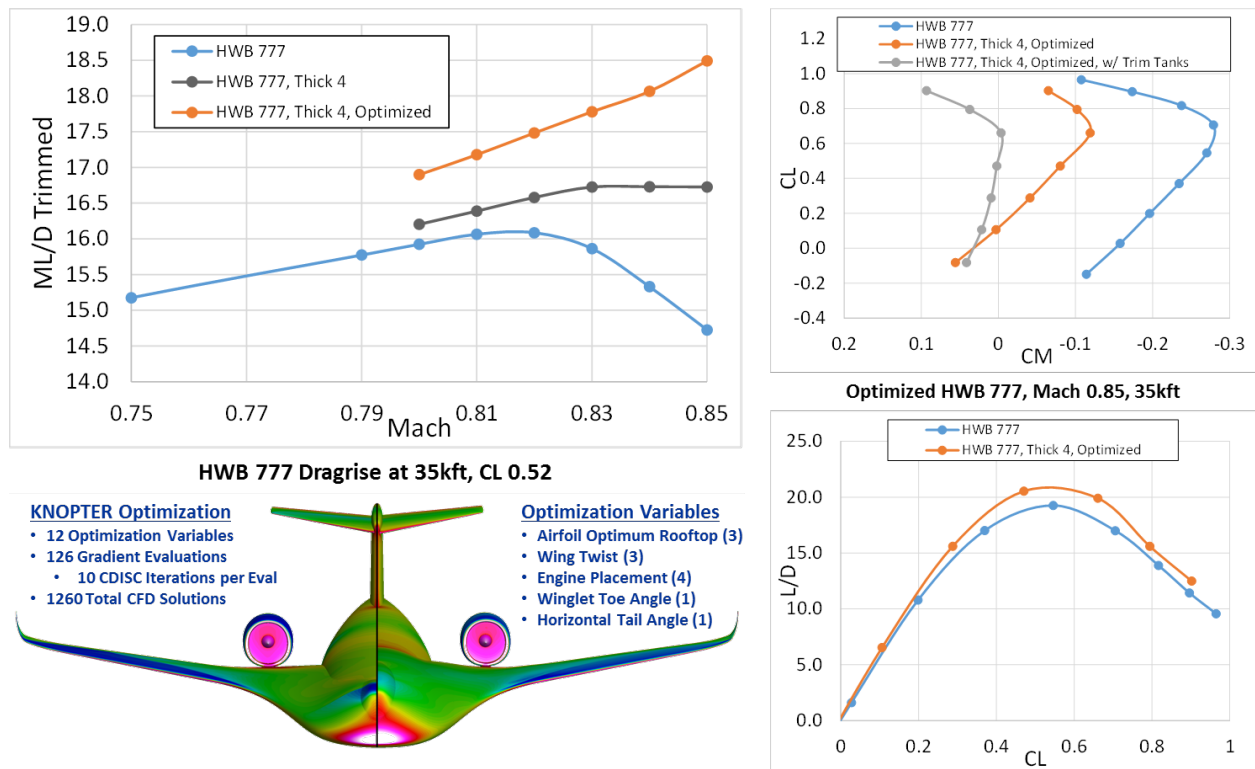 19.0
18.5
18.0
17.5
17.0
16.5
16.0
15.5
15.0
14.5
14.0
ML/D Trimmed
HWB 777
HWB 777, Thick 4
HWB 777, Thick 4, Optimized
0.75
0.77
0.79
0.81
0.83
0.85
Mach
HWB 777 Dragrise at 35kft, CL 0.52
HWB 777
HWB 777, Thick 4, Optimized
HWB 777, Thick 4, Optimized, w/ Trim Tanks
1.2
1.0
0.8
0.6
0.4
0.2
0.0
-0.2
-0.4
CL
0.2
0.1
0
-0.1
-0.2
-0.3
CM
Optimized HWB 777, Mach 0.85, 35kft
KNOPTER Optimization
• 12 Optimization Variables
• 126 Gradient Evaluations
• 10 CDISC Iterations per Eval
• 1260 Total CFD Solutions
Optimization Variables
• Airfoil Optimum Rooftop (3)
• Wing Twist (3)
• Engine Placement (4)
• Winglet Toe Angle (1)
• Horizontal Tail Angle (1)
HWB 777
HWB 777, Thick 4, Optimized
25.0
20.0
15.0
10.0
5.0
0.0
L/D
0
0.2
0.4
0.6
0.8
1
CL